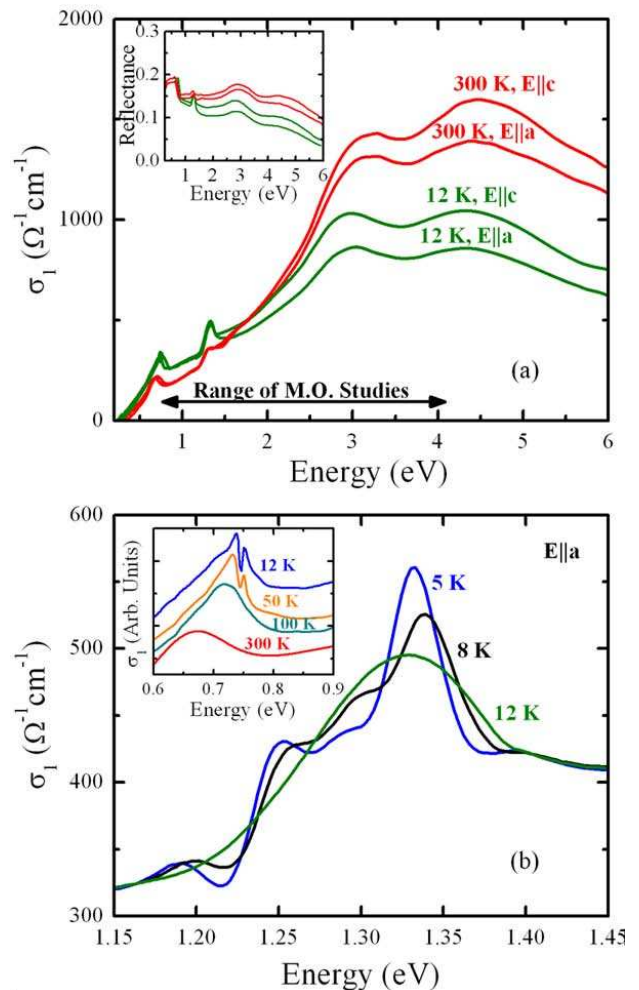 2000
1000
0
σ₁ (Ω⁻¹cm⁻¹)
0.3
0.2
0.1
0.0
Reflectance
0 1 2 3 4 5 6
Energy (eV)
300 K, E||c
300 K, E||a
12 K, E||c
12 K, E||a
(a)
Range of M.O. Studies
1 2 3 4 5 6
Energy (eV)
600
500
400
300
σ₁ (Ω⁻¹cm⁻¹)
E||a
σ₁ (Arb. Units)
12 K
50 K
100 K
300 K
0.6 0.7 0.8 0.9
Energy (eV)
5 K
8 K
12 K
(b)
1.15 1.20 1.25 1.30 1.35 1.40 1.45
Energy (eV)